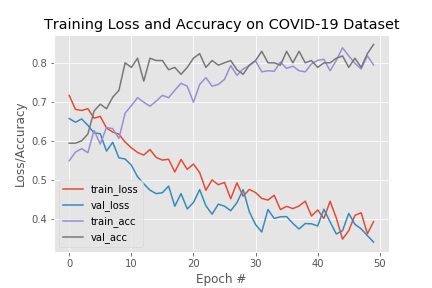 Training Loss and Accuracy on COVID-19 Dataset
Loss/Accuracy
0.8
0.7
0.6
0.5
0.4
train_loss
val_loss
train_acc
val_acc
0
10
20
30
40
50
Epoch #